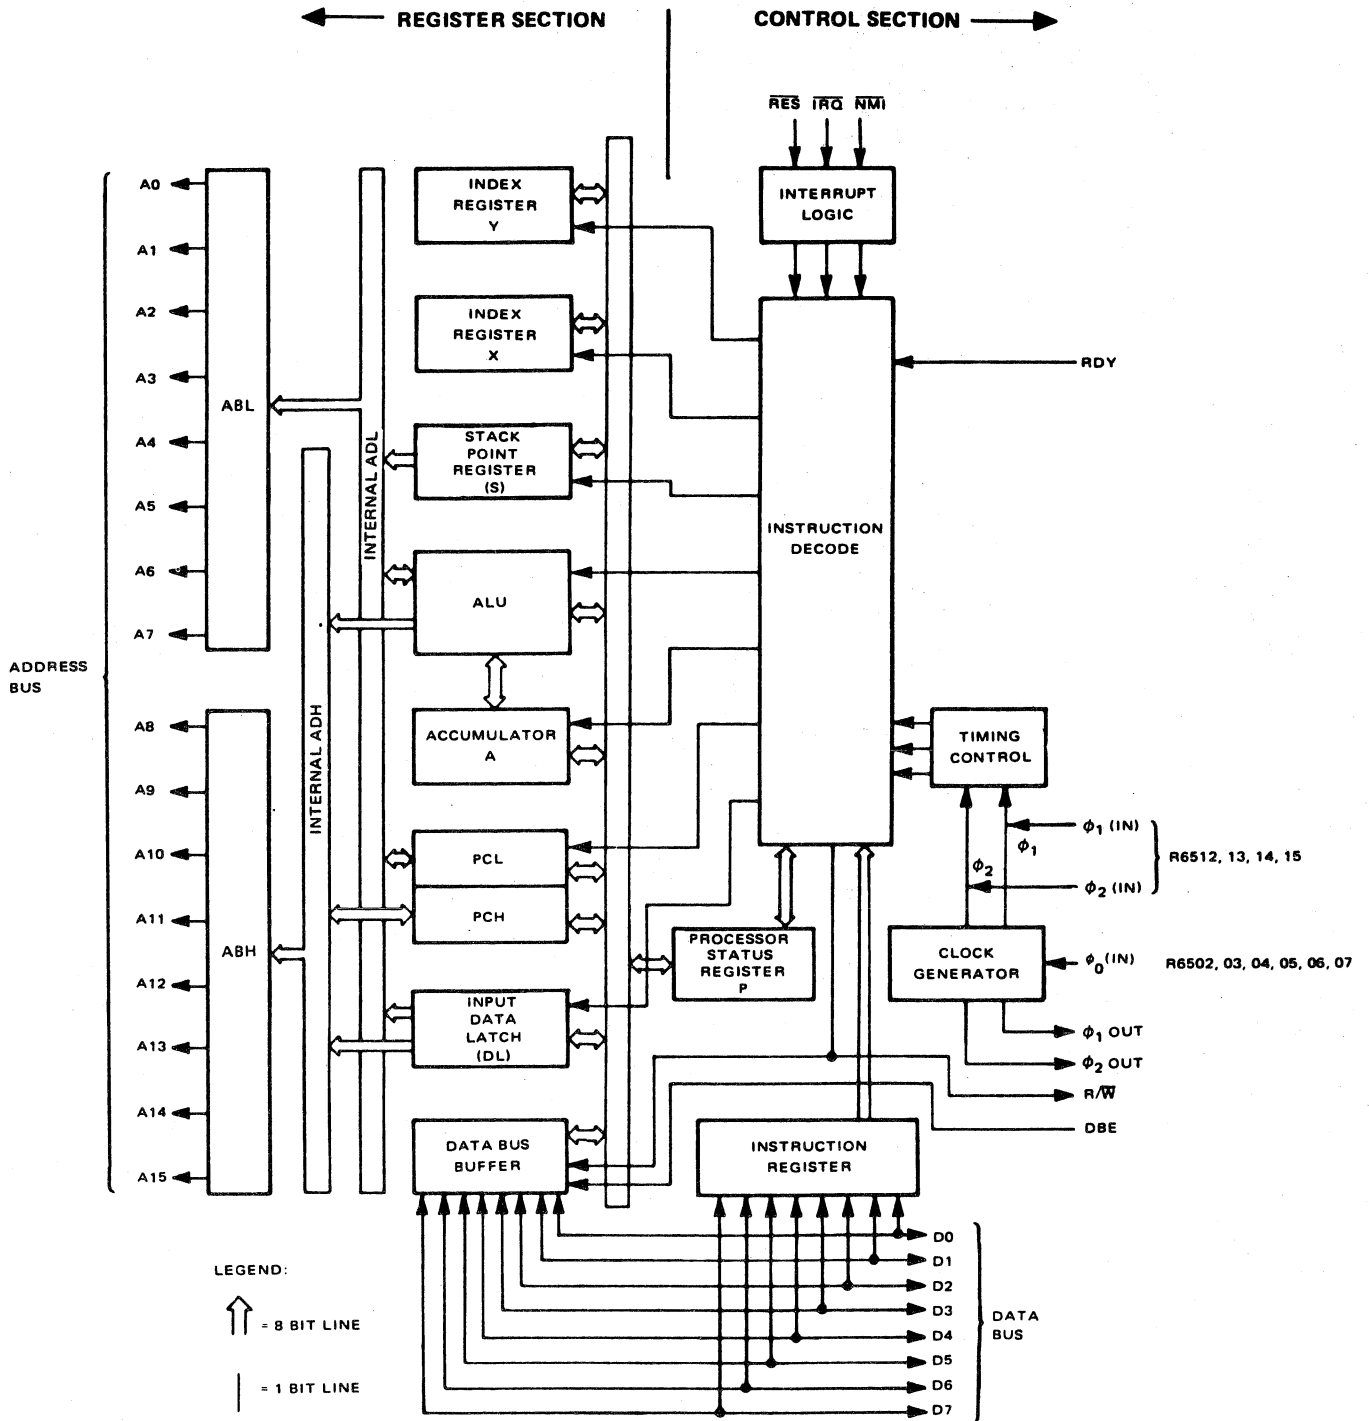 REGISTER SECTION
CONTROL SECTION
RES IRQ NMI
INTERRUPT
LOGIC
INDEX
REGISTER
Y
INDEX
REGISTER
X
STACK
POINT
REGISTER
(S)
ALU
ACCUMULATOR
A
PCL
PCH
INPUT
DATA
LATCH
(DL)
DATA BUS
BUFFER
INTERNAL ADL
INTERNAL ADH
ABL
ABH
ADDRESS
BUS
A0
A1
A2
A3
A4
A5
A6
A7
A8
A9
A10
A11
A12
A13
A14
A15
INSTRUCTION
DECODE
RDY
TIMING
CONTROL
ϕ1 (IN)
ϕ1
ϕ2
ϕ2 (IN)
R6512, 13, 14, 15
PROCESSOR
STATUS
REGISTER
P
CLOCK
GENERATOR
ϕ0 (IN)
R6502, 03, 04, 05, 06, 07
ϕ1 OUT
ϕ2 OUT
R/W̅
DBE
INSTRUCTION
REGISTER
D0
D1
D2
D3
D4
D5
D6
D7
DATA
BUS
LEGEND:
= 8 BIT LINE
= 1 BIT LINE